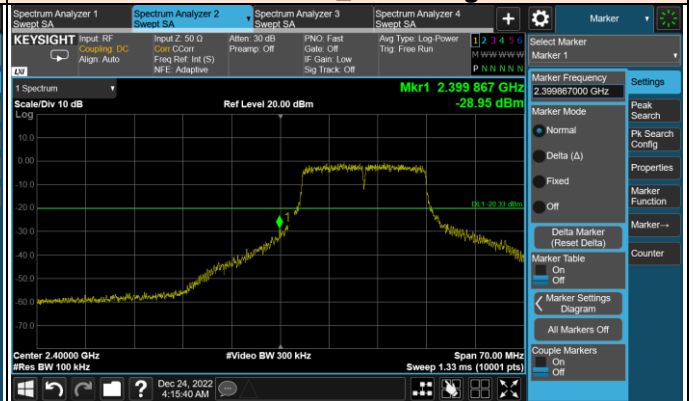 Spectrum Analyzer 1
Swept SA
Spectrum Analyzer 2
Swept SA
Spectrum Analyzer 3
Swept SA
Spectrum Analyzer 4
Swept SA
+
Marker
KEYSIGHT
Input: RF
Coupling: DC
Align: Auto
Input Z: 50 Ω
Corr CCorr
Freq Ref: Int (S)
NFE: Adaptive
Atten: 30 dB
Preamp: Off
PNO: Fast
Gate: Off
IF Gain: Low
Sig Track: Off
Avg Type: Log-Power
Trig: Free Run
1 2 3 4 5 6
M W W W W W
P N N N N N
LXI
Select Marker
Marker 1
1 Spectrum
Scale/Div 10 dB
Log
Ref Level 20.00 dBm
Mkr1 2.399 867 GHz
-28.95 dBm
10.0
0.00
-10.0
-20.0
-30.0
-40.0
-50.0
-60.0
-70.0
DL1 -20.33 dBm
1
Center 2.40000 GHz
#Res BW 100 kHz
#Video BW 300 kHz
Span 70.00 MHz
Sweep 1.33 ms (10001 pts)
Marker Frequency
2.399867000 GHz
Marker Mode
Normal
Delta (Δ)
Fixed
Off
Delta Marker
(Reset Delta)
Marker Table
On
Off
Marker Settings
Diagram
All Markers Off
Couple Markers
On
Off
Settings
Peak
Search
Pk Search
Config
Properties
Marker
Function
Marker→
Counter
?
Dec 24, 2022
4:15:40 AM